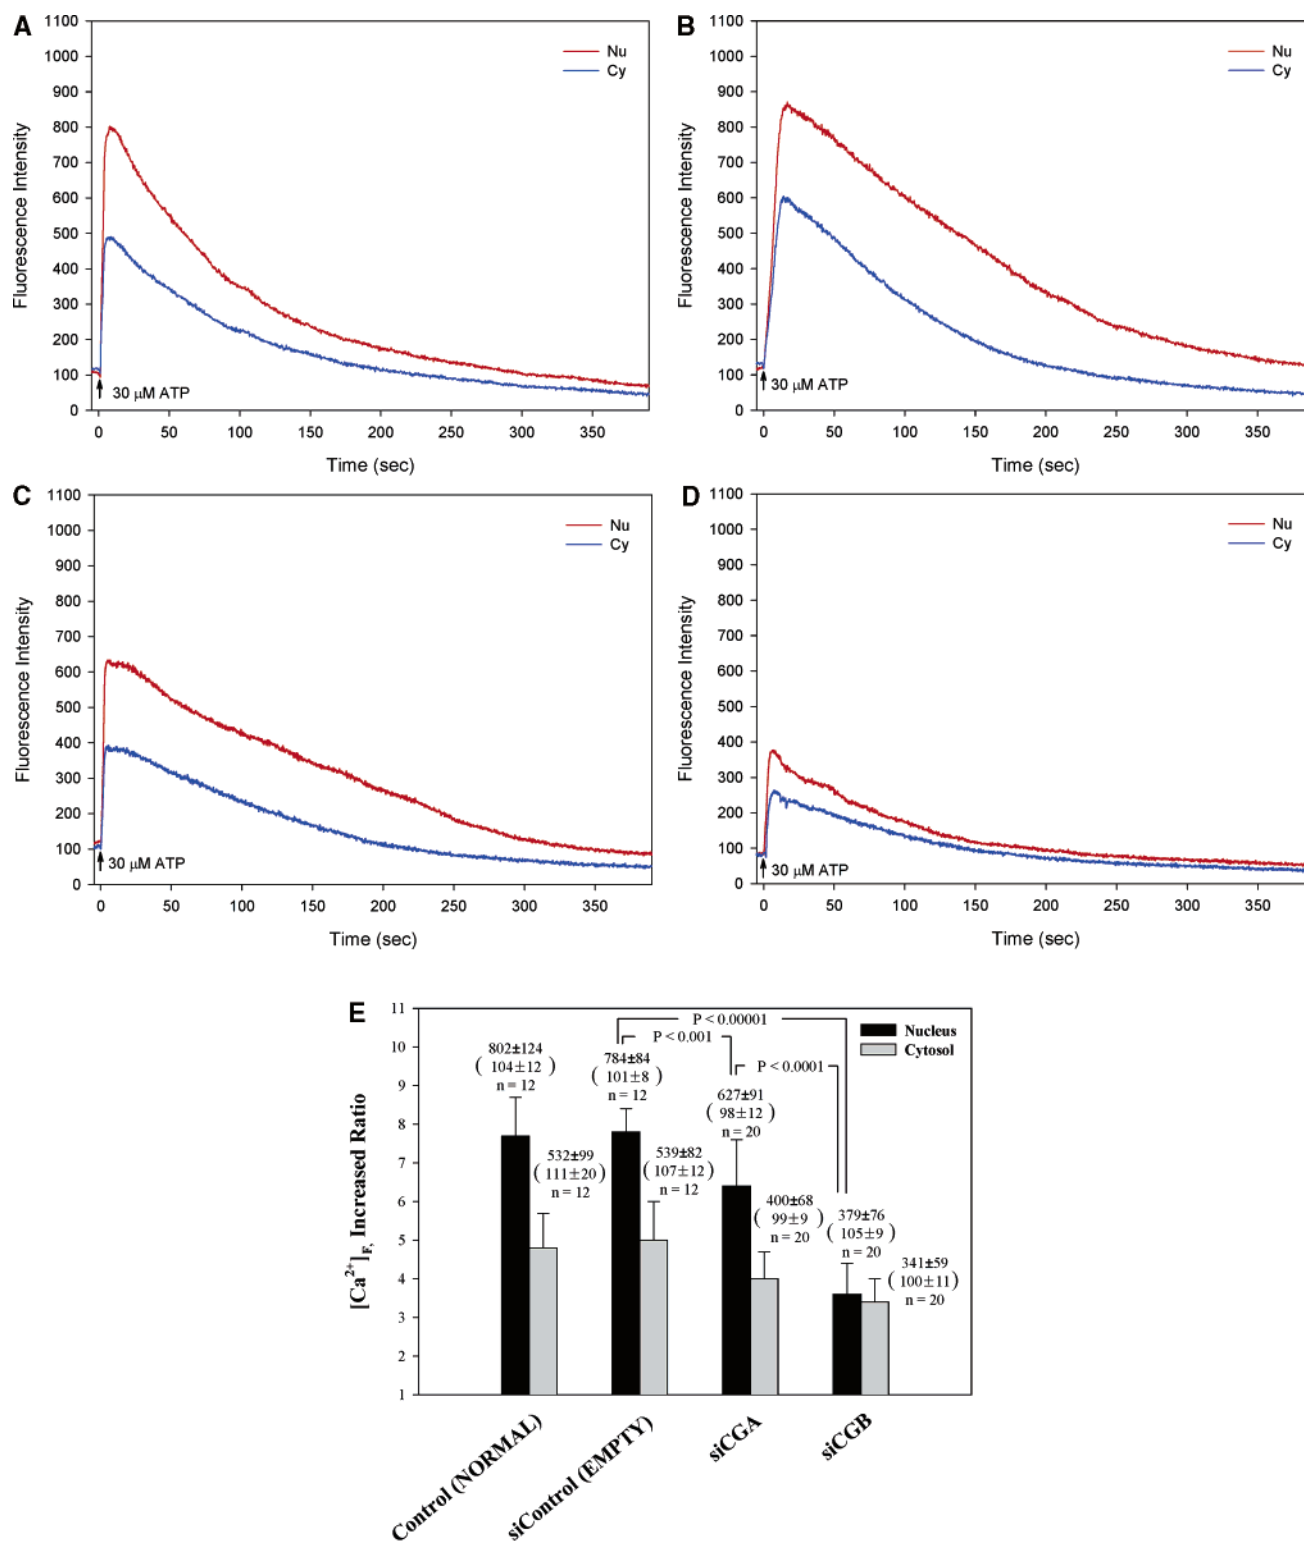 A
1100
1000
900
800
700
600
500
400
300
200
100
0
Fluorescence Intensity
Nu
Cy
30 μM ATP
0 50 100 150 200 250 300 350
Time (sec)
B
1100
1000
900
800
700
600
500
400
300
200
100
0
Fluorescence Intensity
Nu
Cy
30 μM ATP
0 50 100 150 200 250 300 350
Time (sec)
C
1100
1000
900
800
700
600
500
400
300
200
100
0
Fluorescence Intensity
Nu
Cy
30 μM ATP
0 50 100 150 200 250 300 350
Time (sec)
D
1100
1000
900
800
700
600
500
400
300
200
100
0
Fluorescence Intensity
Nu
Cy
30 μM ATP
0 50 100 150 200 250 300 350
Time (sec)
E
11
10
9
8
7
6
5
4
3
2
1
[Ca²⁺]F, Increased Ratio
Nucleus
Cytosol
P < 0.00001
P < 0.001
P < 0.0001
802±124
(104±12)
n = 12
532±99
(111±20)
n = 12
784±84
(101±8)
n = 12
539±82
(107±12)
n = 12
627±91
(98±12)
n = 20
400±68
(99±9)
n = 20
379±76
(105±9)
n = 20
341±59
(100±11)
n = 20
Control (NORMAL)
siControl (EMPTY)
siCGA
siCGB